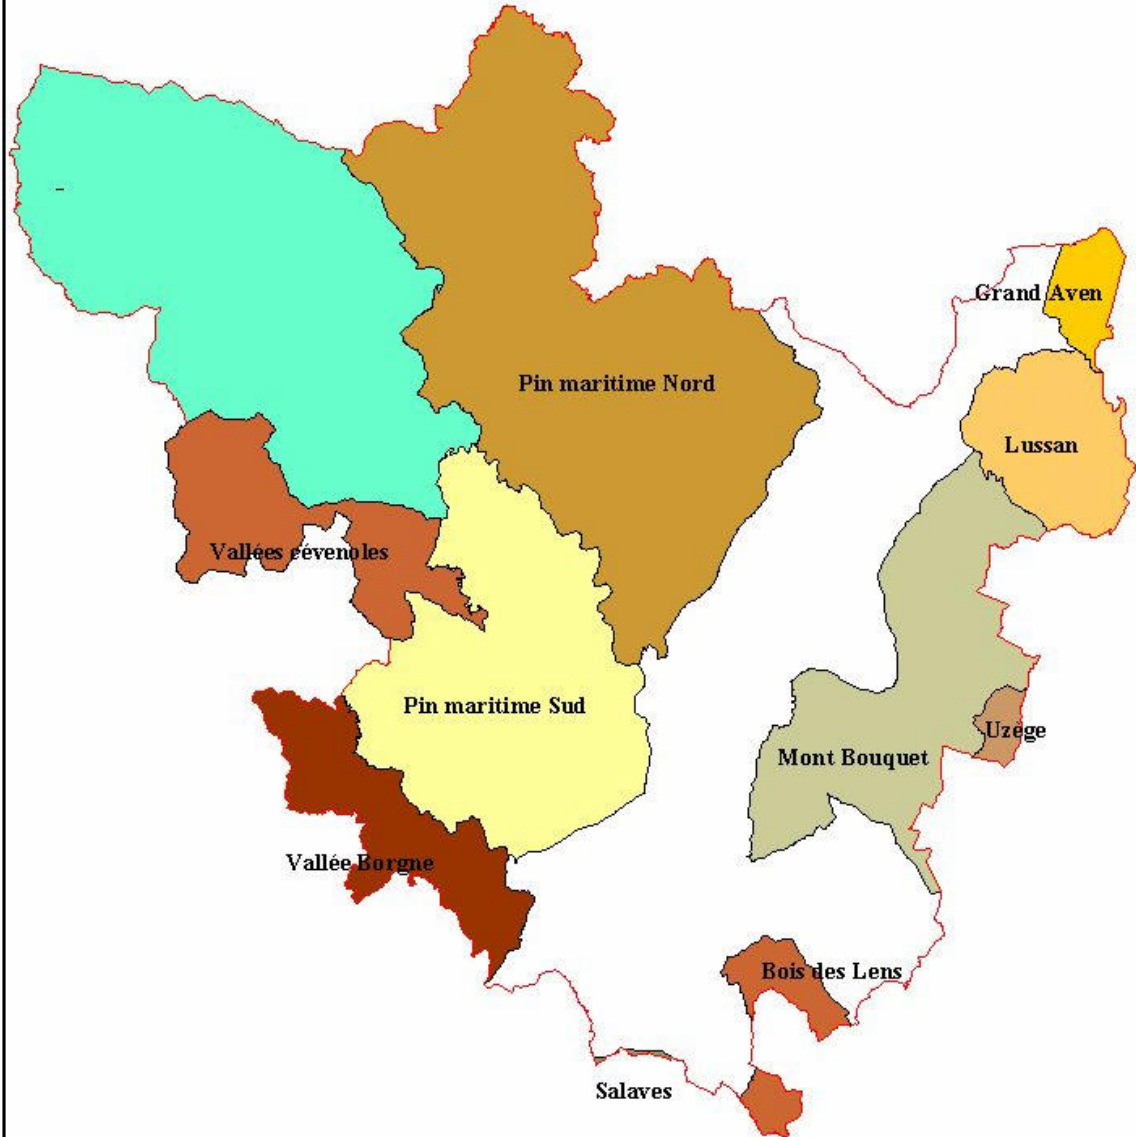 Grand Aven
Pin maritime Nord
Lussan
Vallées cévenoles
Pin maritime Sud
Uzège
Mont Bouquet
Vallée Borgne
Bois des Lens
Salaves